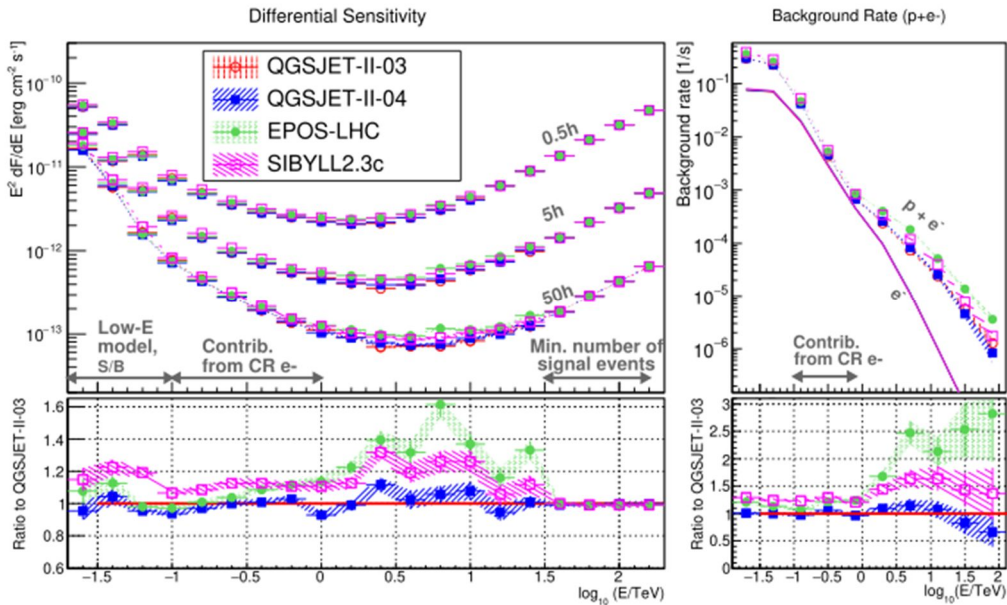 Differential Sensitivity
E² dF/dE [erg cm⁻² s⁻¹]
10⁻¹⁰
10⁻¹¹
10⁻¹²
10⁻¹³
QGSJET-II-03
QGSJET-II-04
EPOS-LHC
SIBYLL2.3c
0.5h
5h
50h
Low-E
model,
S/B
Contrib.
from CR e-
Min. number of
signal events
Ratio to QGSJET-II-03
1.6
1.4
1.2
1
0.8
0.6
−1.5 −1 −0.5 0 0.5 1 1.5 2
log₁₀ (E/TeV)
Background Rate (p+e-)
Background rate [1/s]
10⁻¹
10⁻²
10⁻³
10⁻⁴
10⁻⁵
10⁻⁶
p + e⁻
e⁻
Contrib.
from CR e-
Ratio to QGSJET-II-03
3
2.5
2
1.5
1
0.5
0
−1.5 −1 −0.5 0 0.5 1 1.5 2
log₁₀(E/TeV)